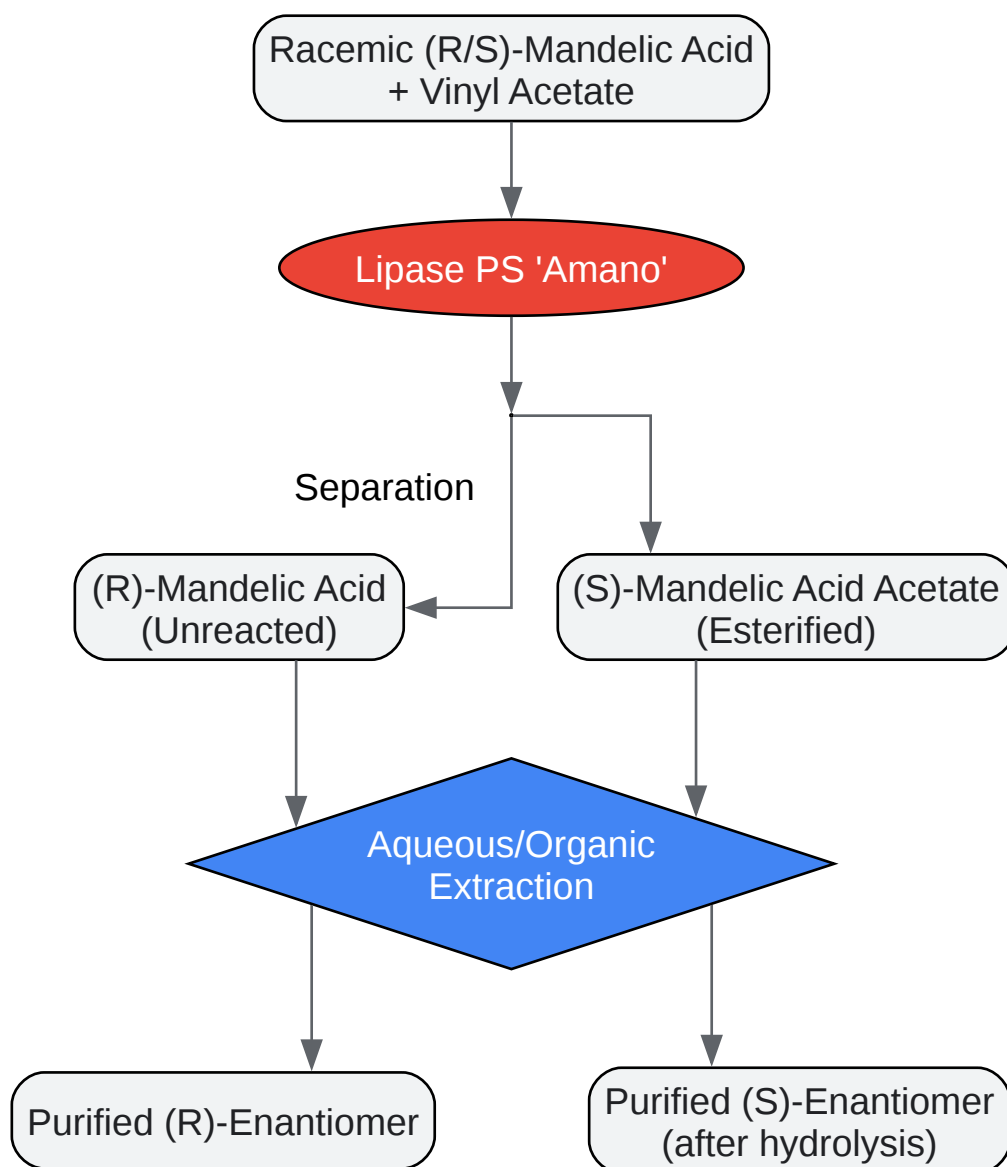 Racemic (R/S)-Mandelic Acid
+ Vinyl Acetate
Lipase PS 'Amano'
Separation
(R)-Mandelic Acid
(Unreacted)
(S)-Mandelic Acid Acetate
(Esterified)
Aqueous/Organic
Extraction
Purified (R)-Enantiomer
Purified (S)-Enantiomer
(after hydrolysis)